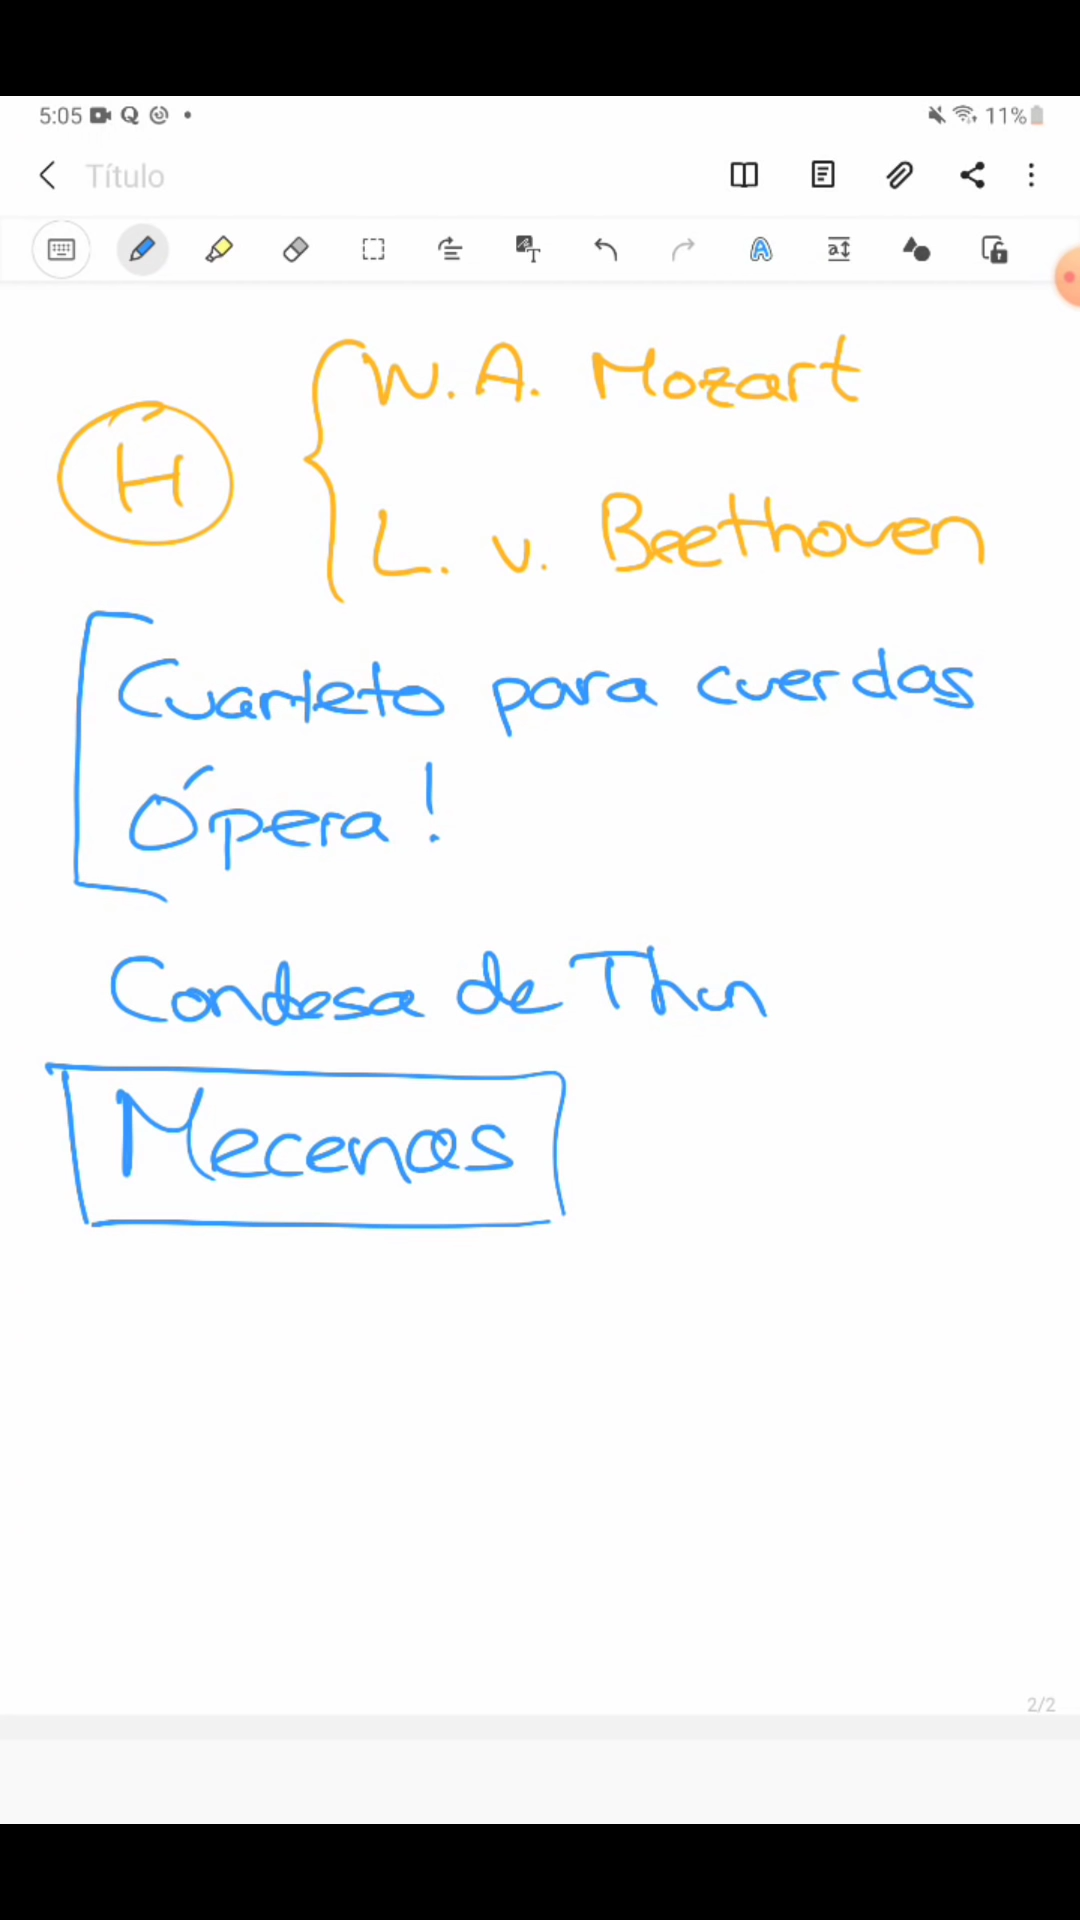 5:05
11%
Título
W.A. Mozart
H
L. v. Beethoven
Cuarteto para cuerdas
Ópera!
Condesa de Thun
Mecenas
2/2